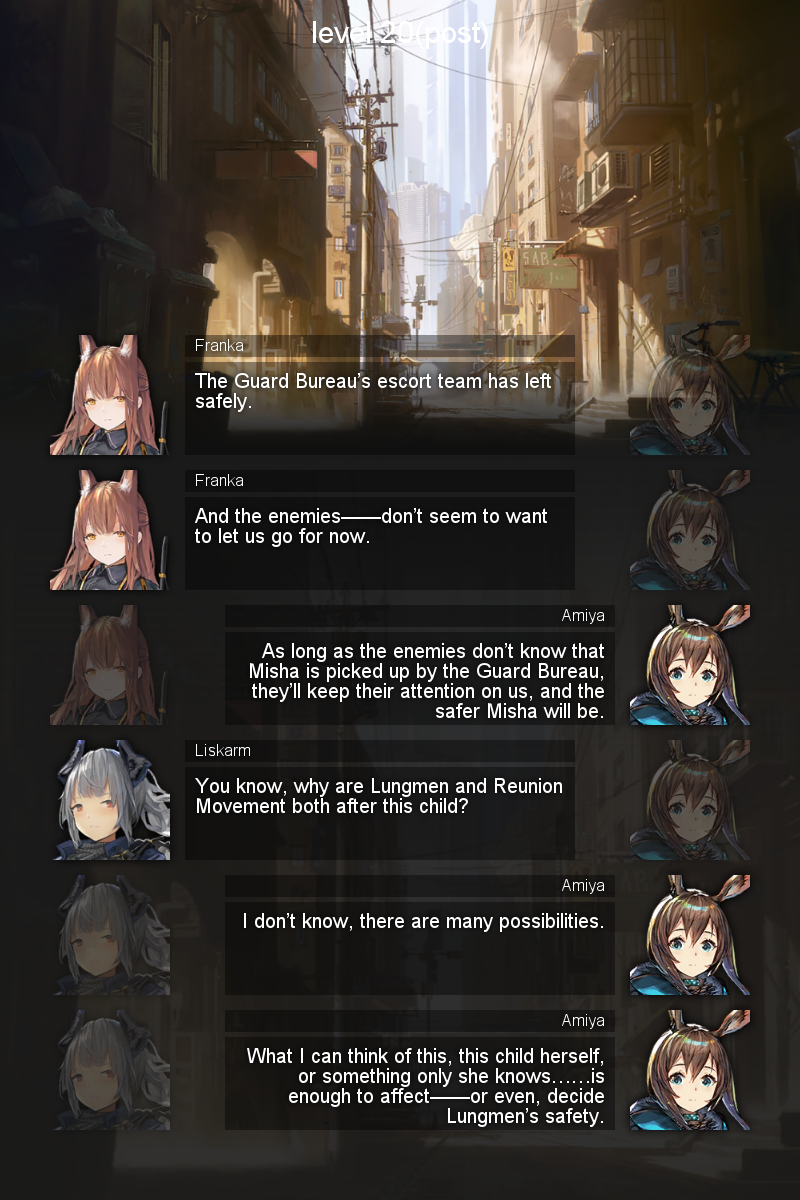 level 20(post)
SAR
Franka
The Guard Bureau's escort team has left
safely.
Franka
And the enemies——don't seem to want
to let us go for now.
Amiya
As long as the enemies don't know that
Misha is picked up by the Guard Bureau,
they'll keep their attention on us, and the
safer Misha will be.
Liskarm
You know, why are Lungmen and Reunion
Movement both after this child?
Amiya
I don't know, there are many possibilities.
Amiya
What I can think of this, this child herself,
or something only she knows……is
enough to affect——or even, decide
Lungmen's safety.